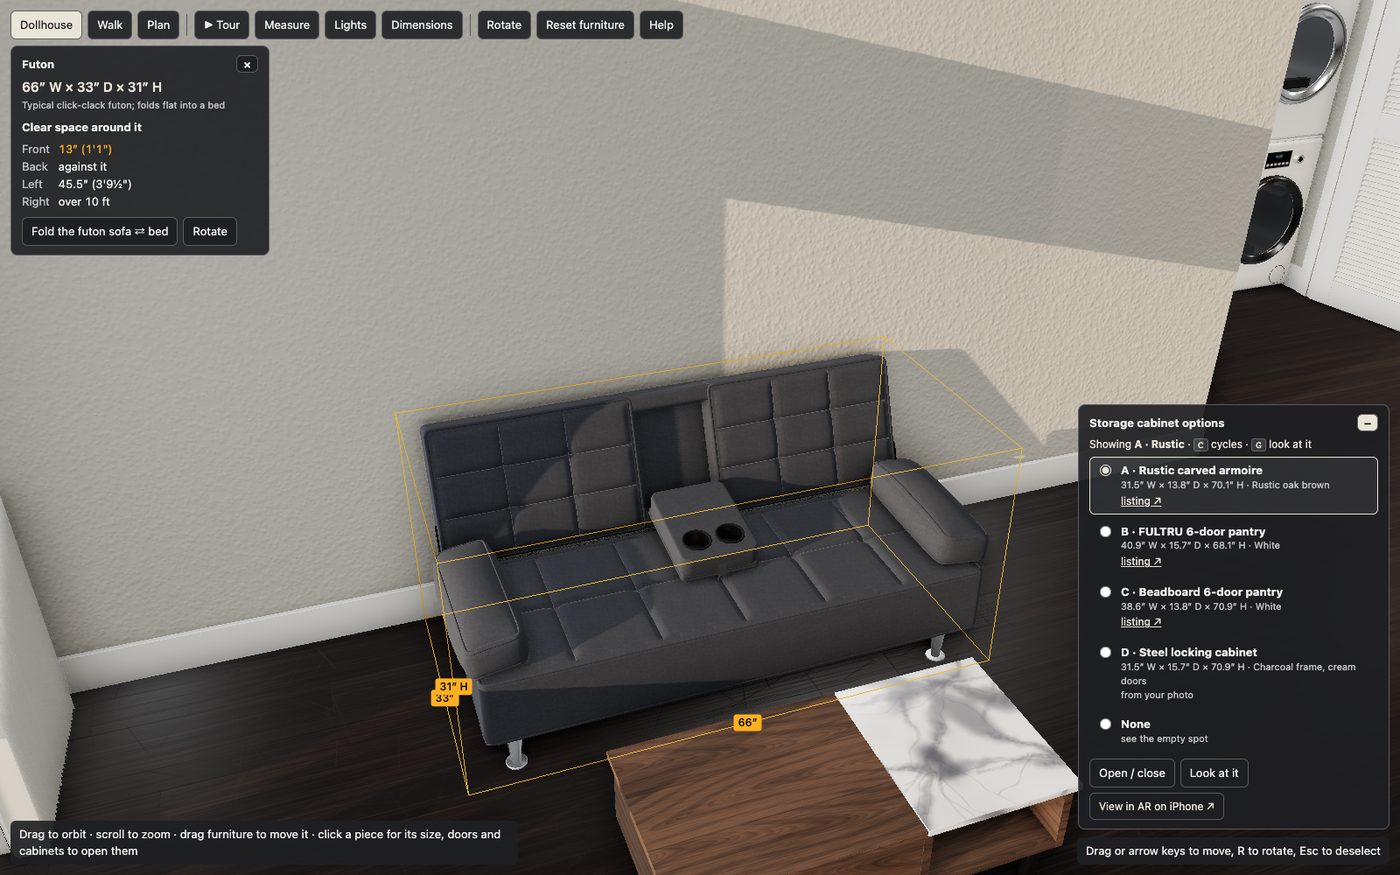 Dollhouse Walk Plan ▶ Tour Measure Lights Dimensions Rotate Reset furniture Help
Futon ×
66″ W × 33″ D × 31″ H
Typical click-clack futon; folds flat into a bed
Clear space around it
Front 13″ (1'1")
Back against it
Left 45.5″ (3'9½")
Right over 10 ft
Fold the futon sofa ⇄ bed Rotate
31″ H
33″
66″
Storage cabinet options −
Showing A · Rustic · C cycles · G look at it
A · Rustic carved armoire
31.5″ W × 13.8″ D × 70.1″ H · Rustic oak brown
listing ↗
B · FULTRU 6-door pantry
40.9″ W × 15.7″ D × 68.1″ H · White
listing ↗
C · Beadboard 6-door pantry
38.6″ W × 13.8″ D × 70.9″ H · White
listing ↗
D · Steel locking cabinet
31.5″ W × 15.7″ D × 70.9″ H · Charcoal frame, cream
doors
from your photo
None
see the empty spot
Open / close Look at it
View in AR on iPhone ↗
Drag to orbit · scroll to zoom · drag furniture to move it · click a piece for its size, doors and
cabinets to open them
Drag or arrow keys to move, R to rotate, Esc to deselect